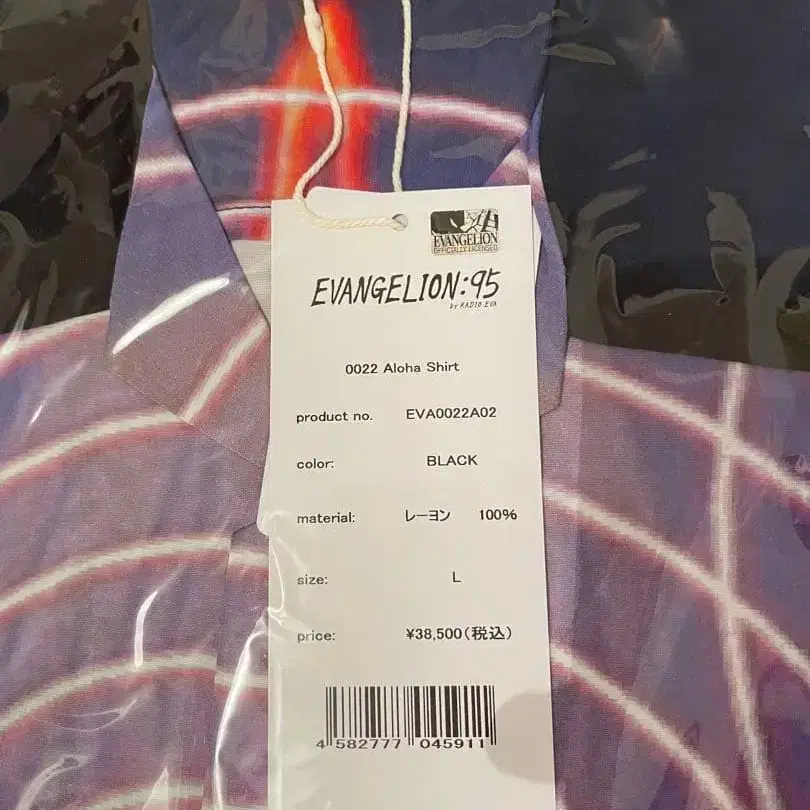 EVANGELION
OFFICIALLY LICENSED
EVANGELION:95
by RADIO EVA
0022 Aloha Shirt
product no. EVA0022A02
color: BLACK
material: レーヨン 100%
size: L
price: ¥38,500(税込)
4 582777 045911